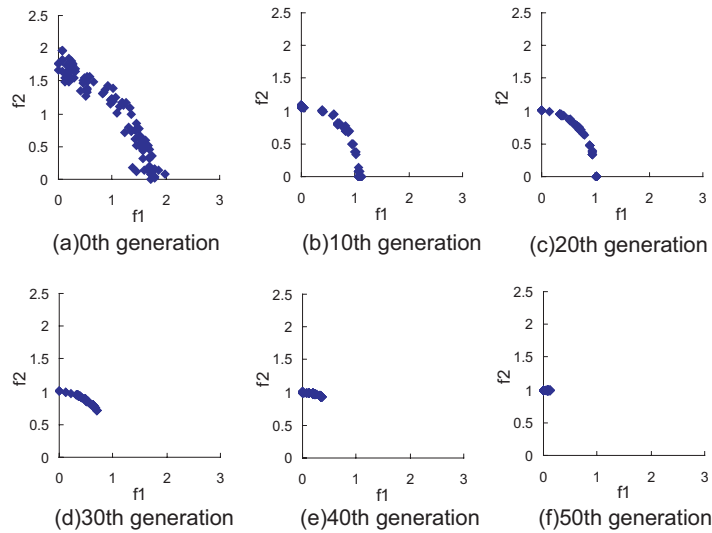 2.5
2
1.5
1
0.5
0
f2
0 1 2 3
f1
(a)0th generation
2.5
2
1.5
1
0.5
0
f2
0 1 2 3
f1
(b)10th generation
2.5
2
1.5
1
0.5
0
f2
0 1 2 3
f1
(c)20th generation
2.5
2
1.5
1
0.5
0
f2
0 1 2 3
f1
(d)30th generation
2.5
2
1.5
1
0.5
0
f2
0 1 2 3
f1
(e)40th generation
2.5
2
1.5
1
0.5
0
f2
0 1 2 3
f1
(f)50th generation